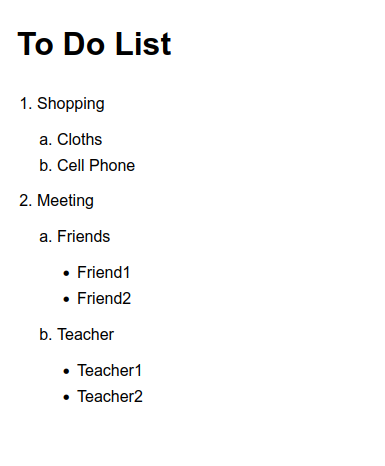 To Do List
1. Shopping
a. Cloths
b. Cell Phone
2. Meeting
a. Friends
• Friend1
• Friend2
b. Teacher
• Teacher1
• Teacher2